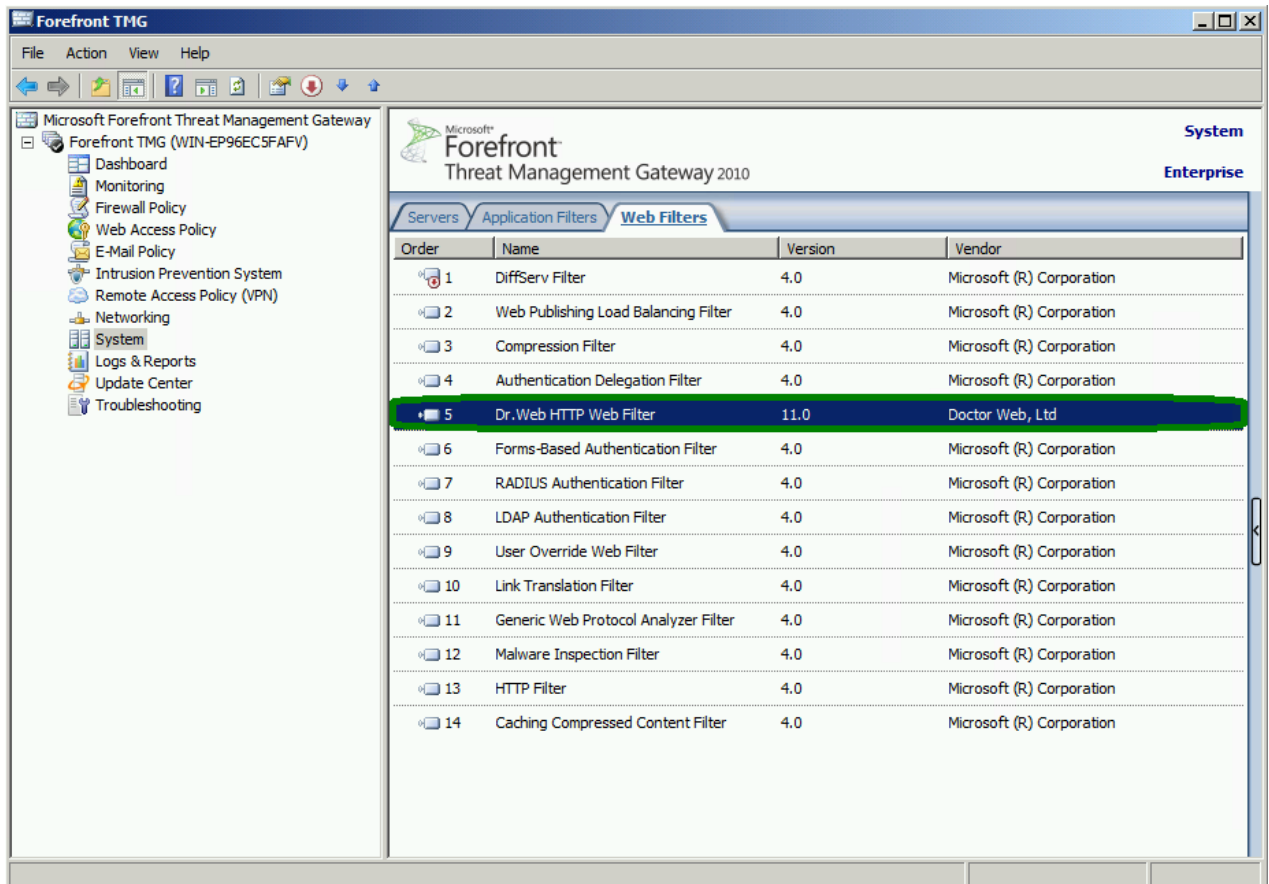 Forefront TMG
File Action View Help
Microsoft Forefront Threat Management Gateway
Forefront TMG (WIN-EP96EC5FAFV)
Dashboard
Monitoring
Firewall Policy
Web Access Policy
E-Mail Policy
Intrusion Prevention System
Remote Access Policy (VPN)
Networking
System
Logs & Reports
Update Center
Troubleshooting
Microsoft®
Forefront™
Threat Management Gateway 2010
System
Enterprise
Servers Application Filters Web Filters
Order Name Version Vendor
1 DiffServ Filter 4.0 Microsoft (R) Corporation
2 Web Publishing Load Balancing Filter 4.0 Microsoft (R) Corporation
3 Compression Filter 4.0 Microsoft (R) Corporation
4 Authentication Delegation Filter 4.0 Microsoft (R) Corporation
5 Dr.Web HTTP Web Filter 11.0 Doctor Web, Ltd
6 Forms-Based Authentication Filter 4.0 Microsoft (R) Corporation
7 RADIUS Authentication Filter 4.0 Microsoft (R) Corporation
8 LDAP Authentication Filter 4.0 Microsoft (R) Corporation
9 User Override Web Filter 4.0 Microsoft (R) Corporation
10 Link Translation Filter 4.0 Microsoft (R) Corporation
11 Generic Web Protocol Analyzer Filter 4.0 Microsoft (R) Corporation
12 Malware Inspection Filter 4.0 Microsoft (R) Corporation
13 HTTP Filter 4.0 Microsoft (R) Corporation
14 Caching Compressed Content Filter 4.0 Microsoft (R) Corporation